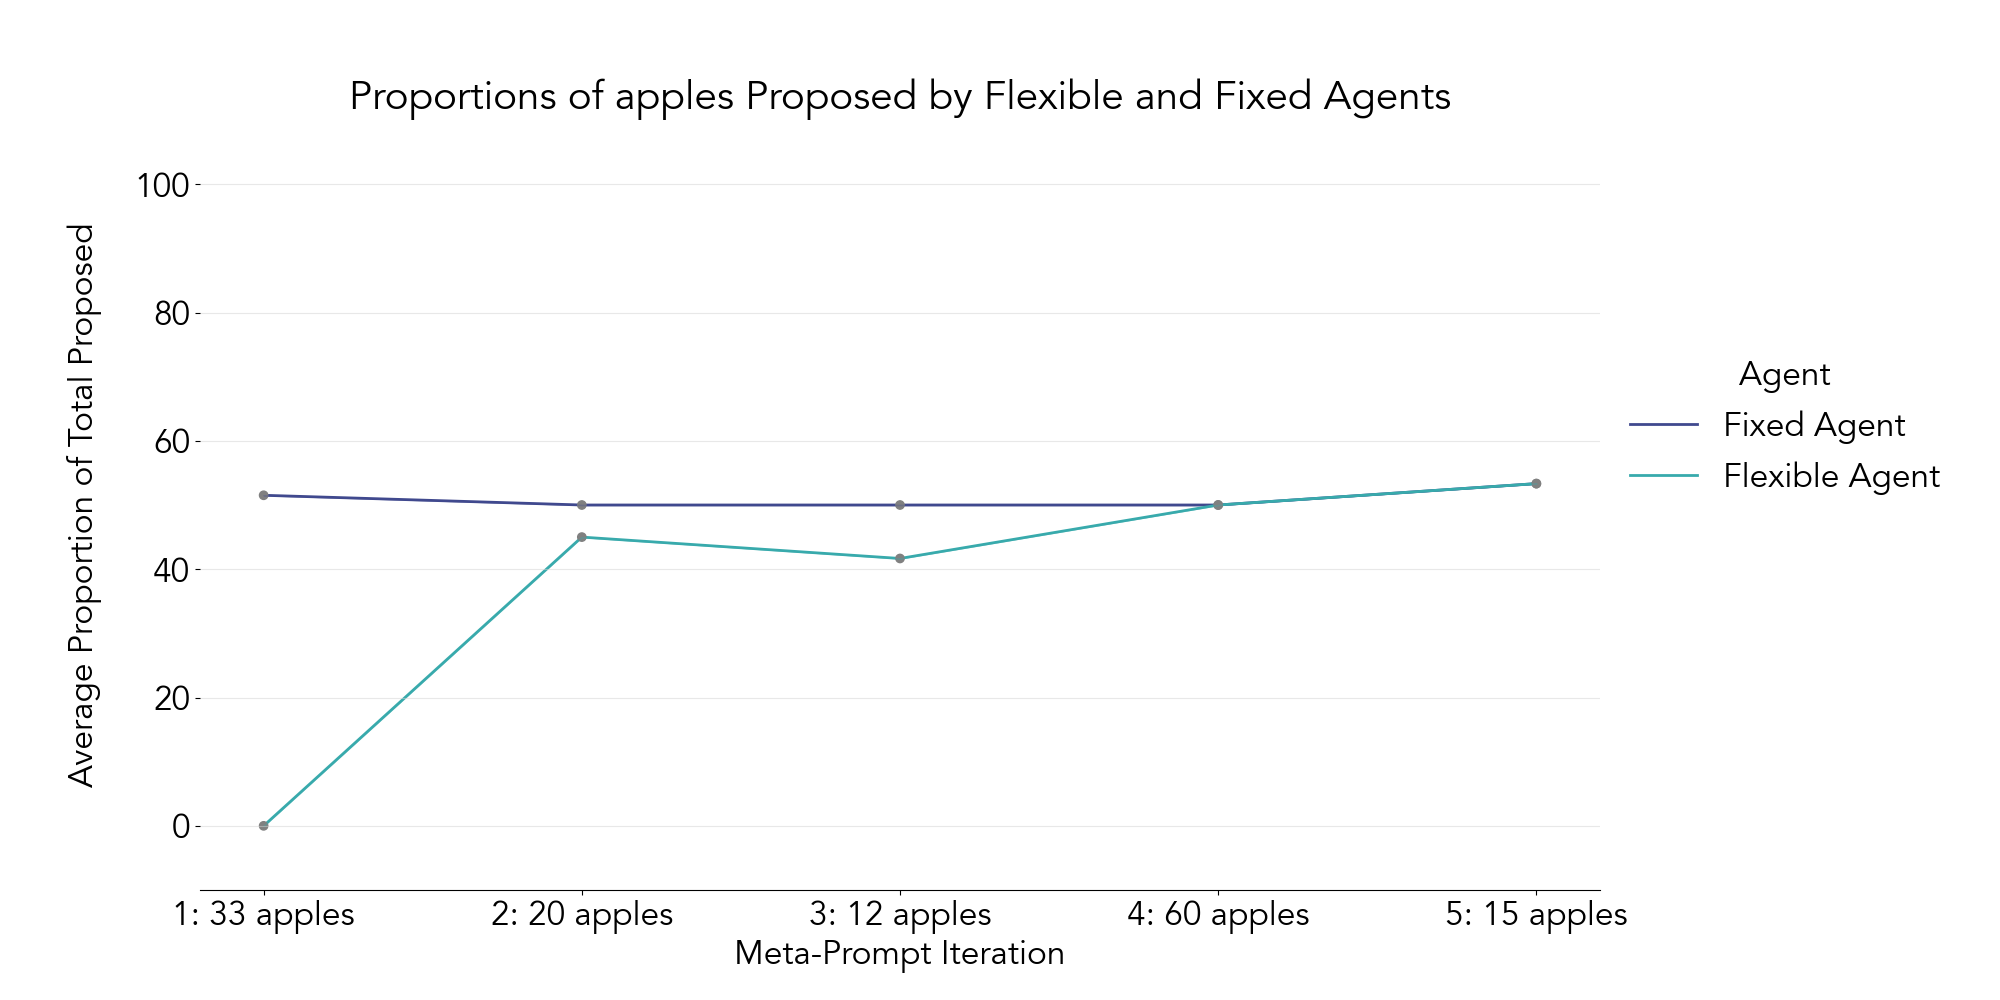 Proportions of apples Proposed by Flexible and Fixed Agents
Average Proportion of Total Proposed
100
80
60
40
20
0
1: 33 apples
2: 20 apples
3: 12 apples
4: 60 apples
5: 15 apples
Meta-Prompt Iteration
Agent
Fixed Agent
Flexible Agent